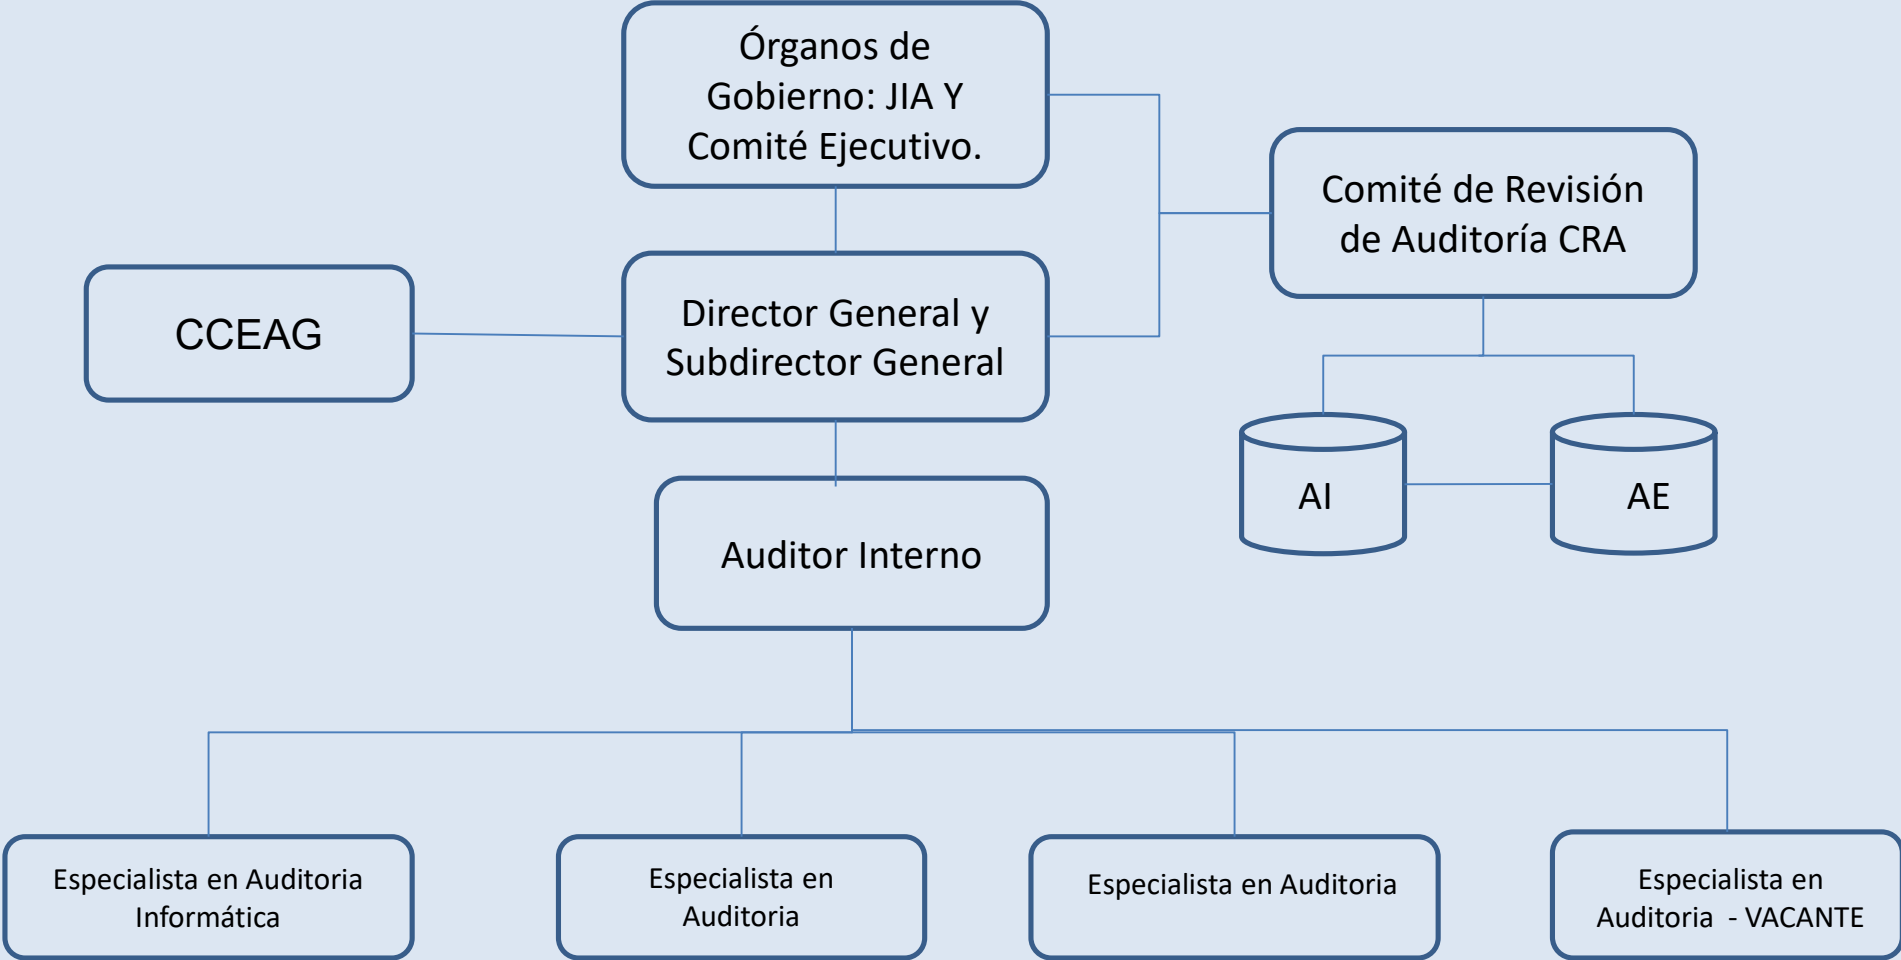 Órganos de
Gobierno: JIA Y
Comité Ejecutivo.
Comité de Revisión
de Auditoría CRA
CCEAG
Director General y
Subdirector General
AI
AE
Auditor Interno
Especialista en Auditoria
Informática
Especialista en
Auditoria
Especialista en Auditoria
Especialista en
Auditoria  - VACANTE